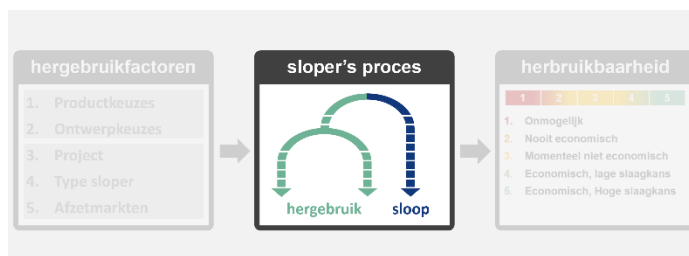 hergebruikfactoren
1. Productkeuzes
2. Ontwerpkeuzes
3. Project
4. Type sloper
5. Afzetmarkten
sloper's proces
hergebruik sloop
herbruikbaarheid
1 2 3 4 5
1. Onmogelijk
2. Nooit economisch
3. Momenteel niet economisch
4. Economisch, lage slaagkans
5. Economisch, Hoge slaagkans